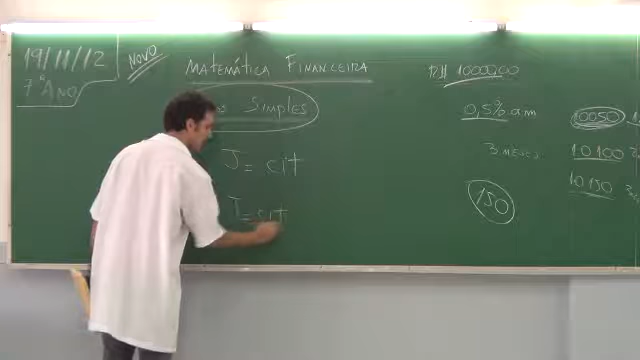 19/11/12
7º Ano
NOVO
Matemática Financeira
Simples
J = cit
J = cit
R$ 10000,00
0,5% a.m
3 meses
150
10050
10100
10150